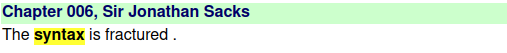 Chapter 006, Sir Jonathan Sacks
The syntax is fractured .